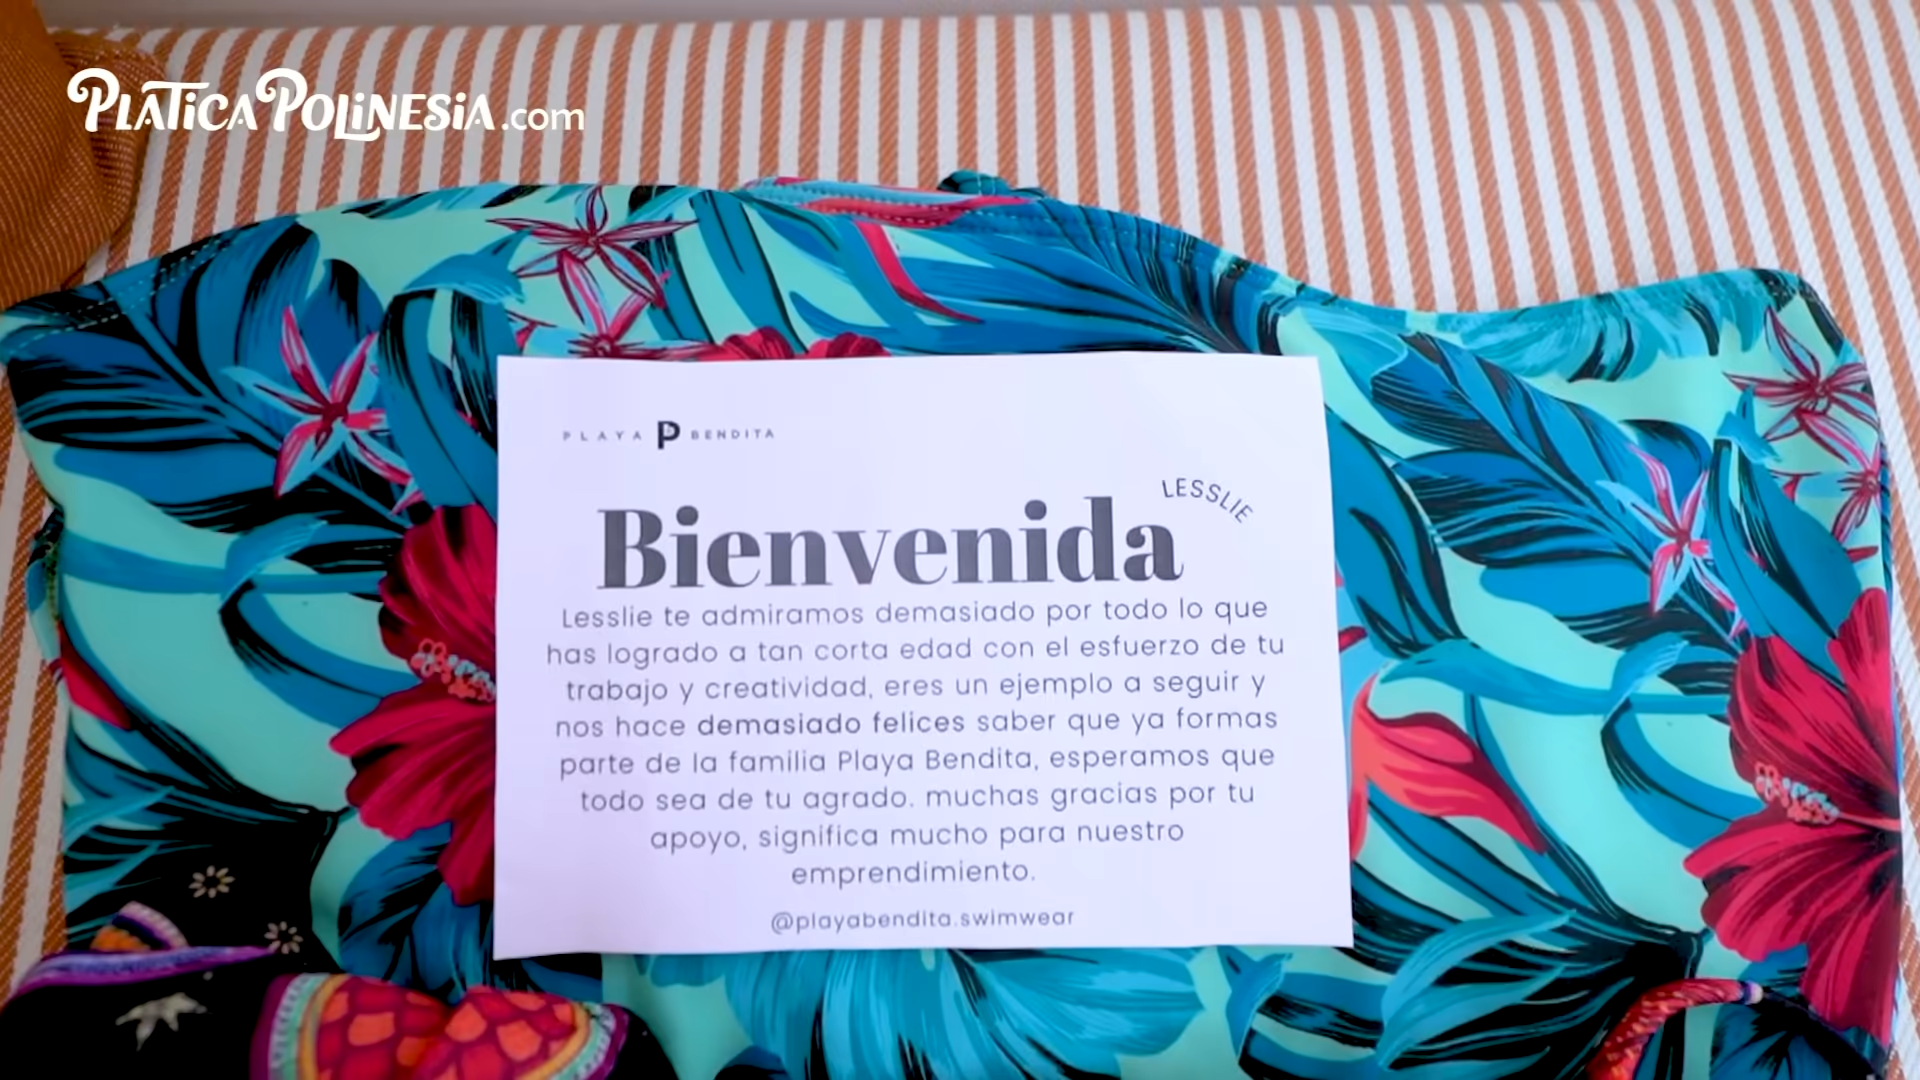 PLATICAPOLINESIA.com
PLAYA P BENDITA
LESSLIE
Bienvenida
Lesslie te admiramos demasiado por todo lo que
has logrado a tan corta edad con el esfuerzo de tu
trabajo y creatividad, eres un ejemplo a seguir y
nos hace demasiado felices saber que ya formas
parte de la familia Playa Bendita, esperamos que
todo sea de tu agrado. muchas gracias por tu
apoyo, significa mucho para nuestro
emprendimiento.
@playabendita.swimwear